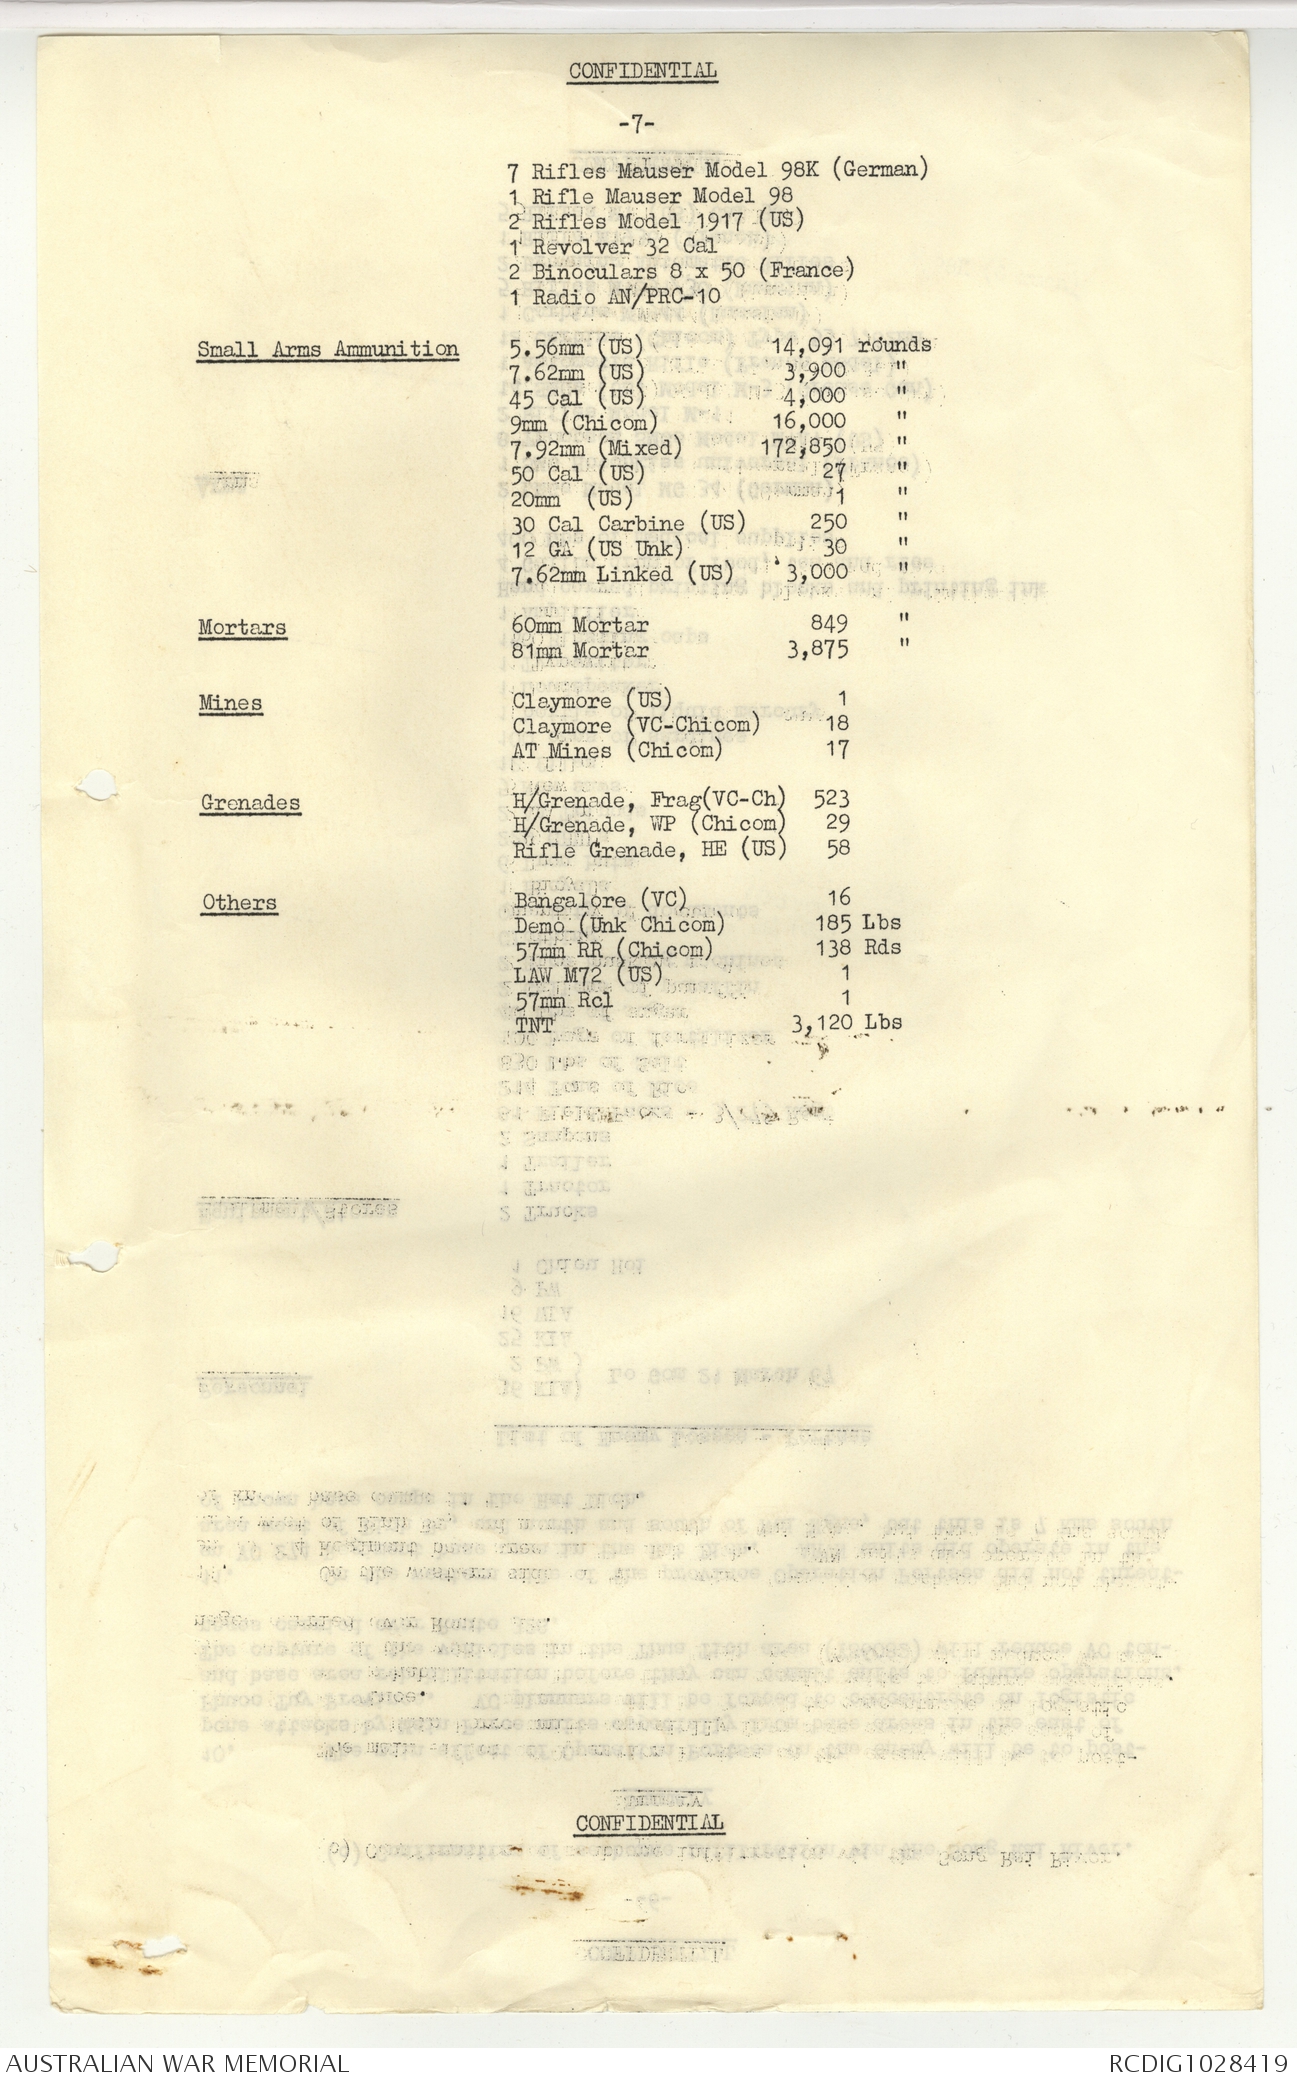 CONFIDENTIAL
-7-
7 Rifles Mauser Model 98K (German)
1 Rifle Mauser Model 98
2 Rifles Model 1917 (US)
1 Revolver 32 Cal
2 Binoculars 8 x 50 (France)
1 Radio AN/PRC-10
Small Arms Ammunition 5.56mm (US) 14,091 rounds
7.62mm (US) 3,900 "
45 Cal (US) 4,000 "
9mm (Chicom) 16,000 "
7.92mm (Mixed) 172,850 "
50 Cal (US) 27 "
20mm (US) 1 "
30 Cal Carbine (US) 250 "
12 GA (US Unk) 30 "
7.62mm Linked (US) 3,000 "
Mortars 60mm Mortar 849 "
81mm Mortar 3,875 "
Mines Claymore (US) 1
Claymore (VC-Chicom) 18
AT Mines (Chicom) 17
Grenades H/Grenade, Frag(VC-Ch) 523
H/Grenade, WP (Chicom) 29
Rifle Grenade, HE (US) 58
Others Bangalore (VC) 16
Demo (Unk Chicom) 185 Lbs
57mm RR (Chicom) 138 Rds
LAW M72 (US) 1
57mm Rcl 1
TNT 3,120 Lbs
CONFIDENTIAL
AUSTRALIAN WAR MEMORIAL RCDIG1028419